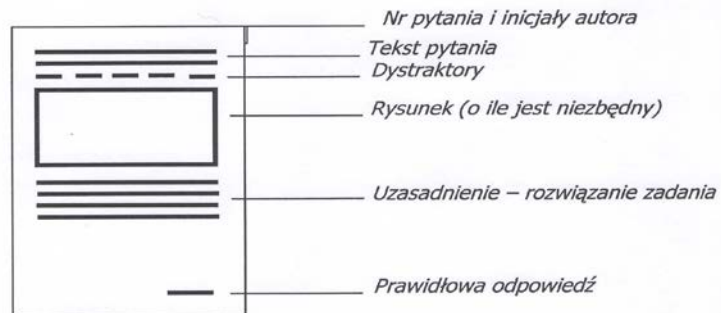 Nr pytania i inicjały autora
Tekst pytania
Dystraktory
Rysunek (o ile jest niezbędny)
Uzasadnienie – rozwiązanie zadania
Prawidłowa odpowiedź